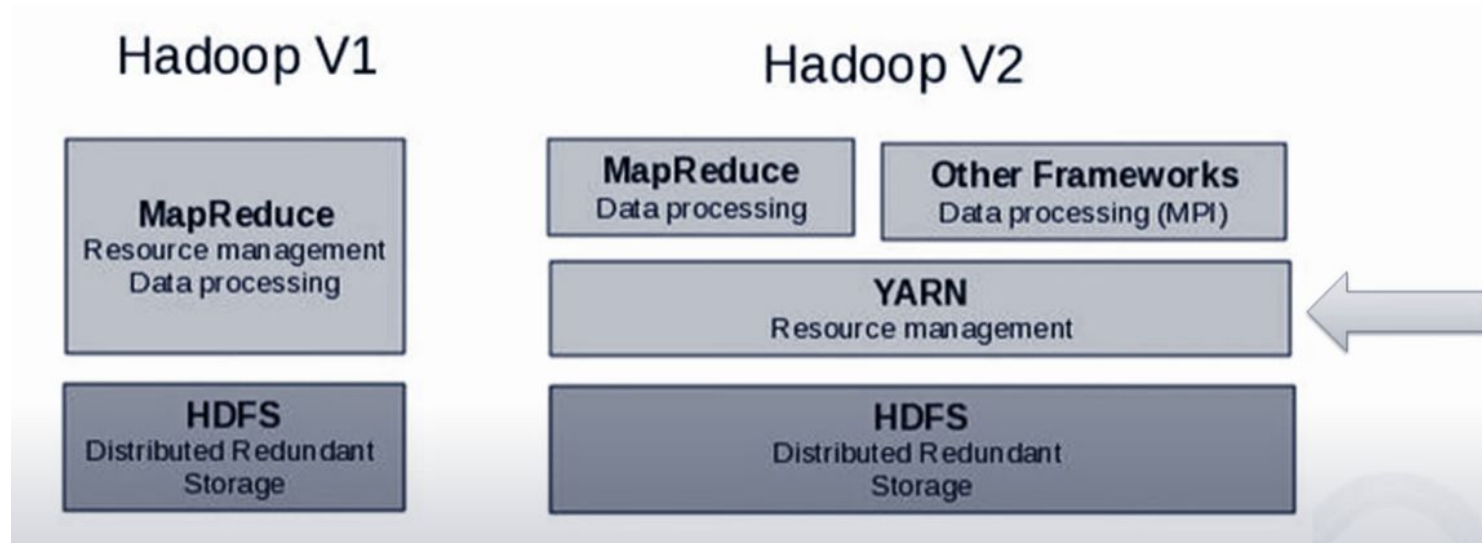 Hadoop V1
MapReduce
Resource management
Data processing
HDFS
Distributed Redundant
Storage
Hadoop V2
MapReduce
Data processing
Other Frameworks
Data processing (MPI)
YARN
Resource management
HDFS
Distributed Redundant
Storage